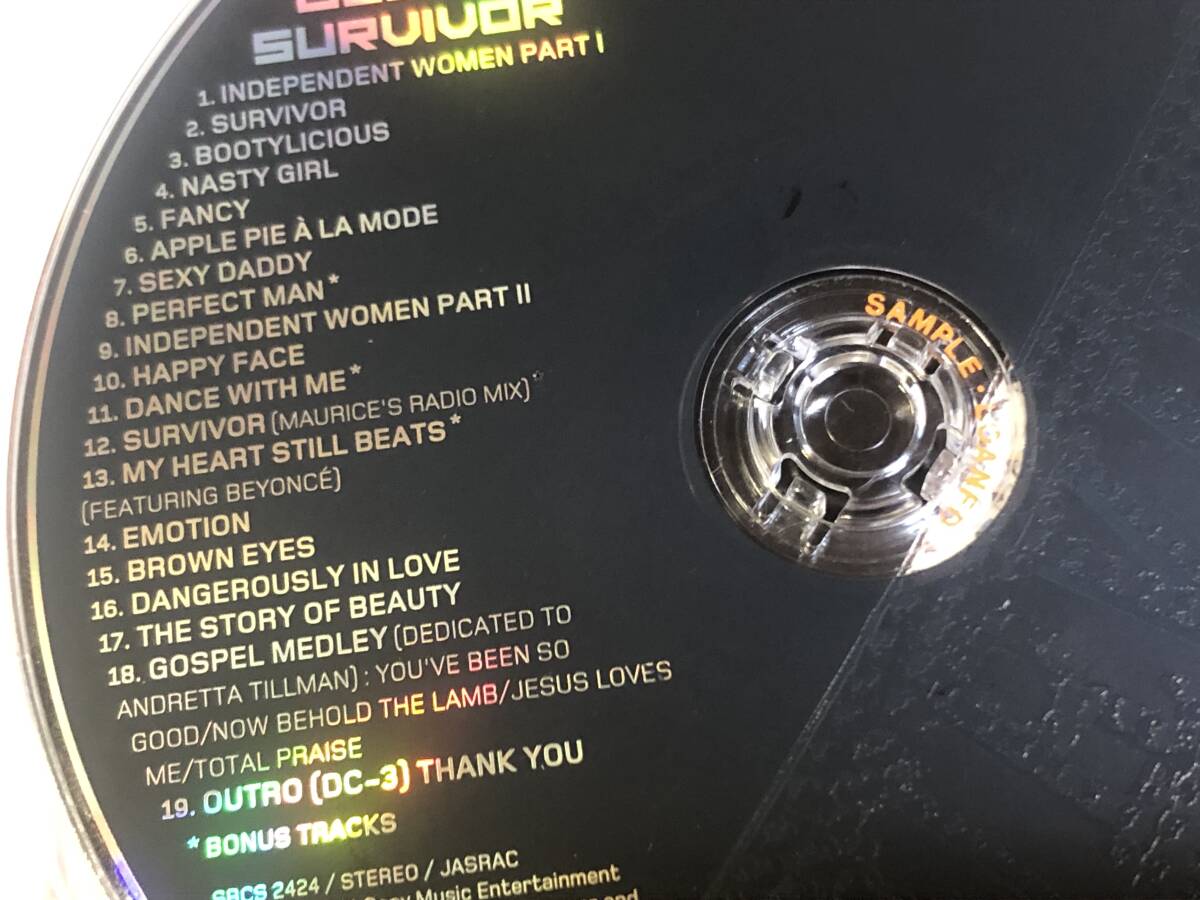 SURVIVOR
1. INDEPENDENT WOMEN PART I
2. SURVIVOR
3. BOOTYLICIOUS
4. NASTY GIRL
5. FANCY
6. APPLE PIE À LA MODE
7. SEXY DADDY
8. PERFECT MAN*
9. INDEPENDENT WOMEN PART II
10. HAPPY FACE
11. DANCE WITH ME*
12. SURVIVOR (MAURICE'S RADIO MIX)*
13. MY HEART STILL BEATS*
(FEATURING BEYONCÉ)
14. EMOTION
15. BROWN EYES
16. DANGEROUSLY IN LOVE
17. THE STORY OF BEAUTY
18. GOSPEL MEDLEY (DEDICATED TO
ANDRETTA TILLMAN) : YOU'VE BEEN SO
GOOD/NOW BEHOLD THE LAMB/JESUS LOVES
ME/TOTAL PRAISE
19. OUTRO (DC-3) THANK YOU
*BONUS TRACKS
SRCS 2424 / STEREO / JASRAC
Sony Music Entertainment
and
SAMPLE •